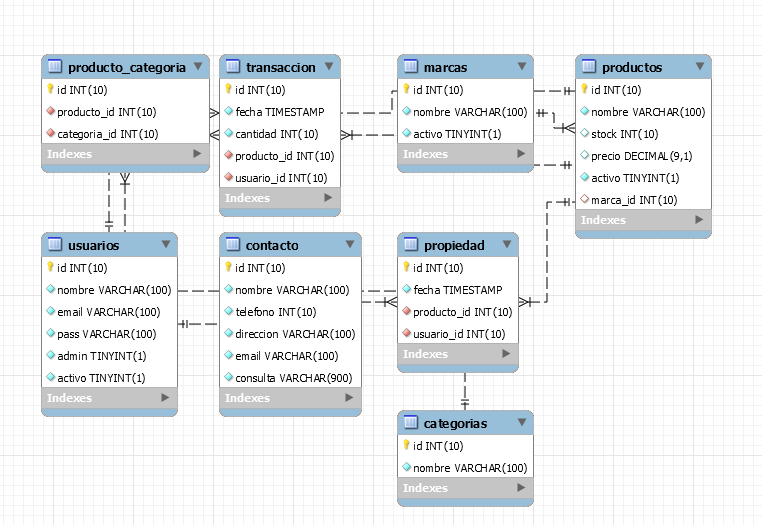 producto_categoria
id INT(10)
producto_id INT(10)
categoria_id INT(10)
Indexes
transaccion
id INT(10)
fecha TIMESTAMP
cantidad INT(10)
producto_id INT(10)
usuario_id INT(10)
Indexes
marcas
id INT(10)
nombre VARCHAR(100)
activo TINYINT(1)
Indexes
productos
id INT(10)
nombre VARCHAR(100)
stock INT(10)
precio DECIMAL(9,1)
activo TINYINT(1)
marca_id INT(10)
Indexes
usuarios
id INT(10)
nombre VARCHAR(100)
email VARCHAR(100)
pass VARCHAR(100)
admin TINYINT(1)
activo TINYINT(1)
Indexes
contacto
id INT(10)
nombre VARCHAR(100)
telefono INT(10)
direccion VARCHAR(100)
email VARCHAR(100)
consulta VARCHAR(900)
Indexes
propiedad
id INT(10)
fecha TIMESTAMP
producto_id INT(10)
usuario_id INT(10)
Indexes
categorias
id INT(10)
nombre VARCHAR(100)
Indexes